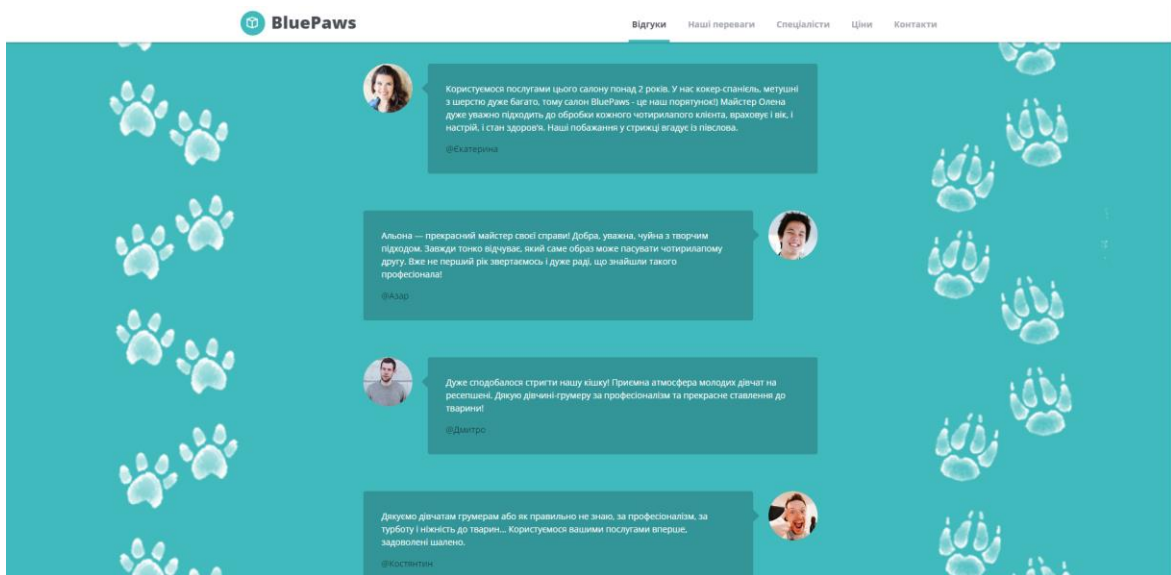 BluePaws
Відгуки Наші переваги Спеціалісти Ціни Контакти
Користуємося послугами цього салону понад 2 років. У нас кокер-спанієль, метушні
з шерстю дуже багато, тому салон BluePaws - це наш порятунок!) Майстер Олена
дуже уважно підходить до обробки кожного чотирилапого клієнта, враховує і вік, і
настрій, і стан здоров'я. Наші побажання у стрижці вгадує із півслова.
@Єкатерина
Альона — прекрасний майстер своєї справи! Добра, уважна, чуйна з творчим
підходом. Завжди тонко відчуває, який саме образ може пасувати чотирилапому
другу. Вже не перший рік звертаємось і дуже раді, що знайшли такого
професіонала!
@Азар
Дуже сподобалося стригти нашу кішку! Приємна атмосфера молодих дівчат на
ресепшені. Дякую дівчині-грумеру за професіоналізм та прекрасне ставлення до
тварини!
@Дмитро
Дякуємо дівчатам грумерам або як правильно не знаю, за професіоналізм, за
турботу і ніжність до тварин... Користуємося вашими послугами вперше,
задоволені шалено.
@Костянтин